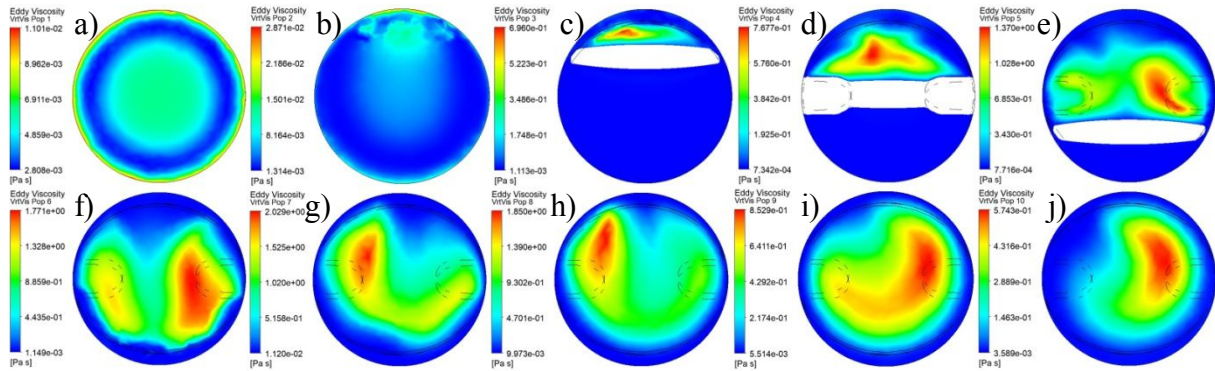 Eddy Viscosity
VrtVis Pop 1
1.101e-02
8.962e-03
6.911e-03
4.859e-03
2.808e-03
[Pa s]
a)
Eddy Viscosity
VrtVis Pop 2
2.871e-02
2.186e-02
1.501e-02
8.164e-03
1.314e-03
[Pa s]
b)
Eddy Viscosity
VrtVis Pop 3
6.960e-01
5.223e-01
3.486e-01
1.748e-01
1.113e-03
[Pa s]
c)
Eddy Viscosity
VrtVis Pop 4
7.677e-01
5.760e-01
3.842e-01
1.925e-01
7.342e-04
[Pa s]
d)
Eddy Viscosity
VrtVis Pop 5
1.370e+00
1.028e+00
6.853e-01
3.430e-01
7.716e-04
[Pa s]
e)
Eddy Viscosity
VrtVis Pop 6
1.771e+00
1.328e+00
8.859e-01
4.435e-01
1.149e-03
[Pa s]
f)
Eddy Viscosity
VrtVis Pop 7
2.029e+00
1.525e+00
1.020e+00
5.158e-01
1.120e-02
[Pa s]
g)
Eddy Viscosity
VrtVis Pop 8
1.850e+00
1.390e+00
9.302e-01
4.701e-01
9.973e-03
[Pa s]
h)
Eddy Viscosity
VrtVis Pop 9
8.529e-01
6.411e-01
4.292e-01
2.174e-01
5.514e-03
[Pa s]
i)
Eddy Viscosity
VrtVis Pop 10
5.743e-01
4.316e-01
2.889e-01
1.463e-01
3.589e-03
[Pa s]
j)